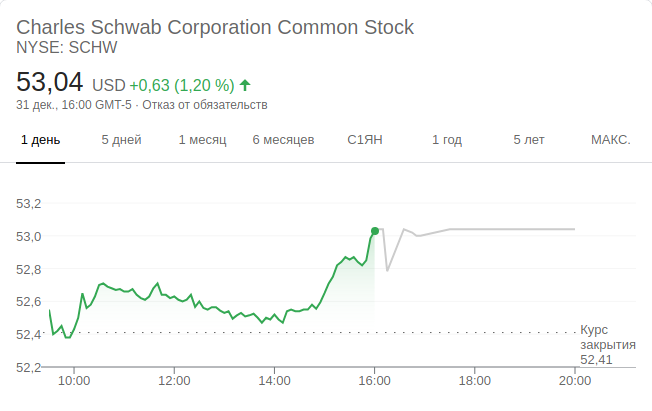 Charles Schwab Corporation Common Stock
NYSE: SCHW
53,04 USD +0,63 (1,20 %) ↑
31 дек., 16:00 GMT-5 · Отказ от обязательств
1 день 5 дней 1 месяц 6 месяцев С1ЯН 1 год 5 лет МАКС.
53,2
53,0
52,8
52,6
52,4
52,2
Курс
закрытия
52,41
10:00 12:00 14:00 16:00 18:00 20:00